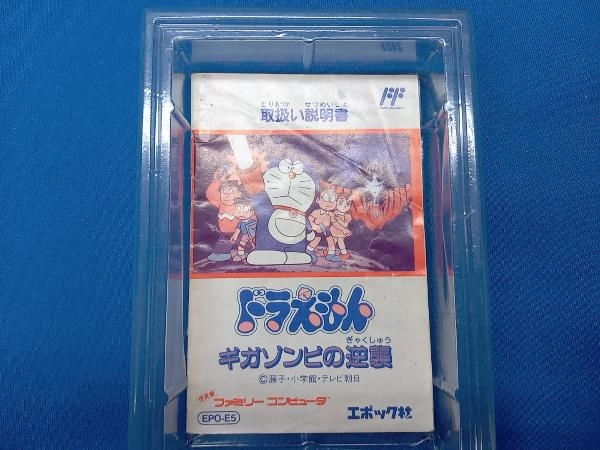 とりあつか せつめいしょ
取扱い説明書
ドラえもん
ぎゃくしゅう
ギガゾンビの逆襲
©藤子・小学館・テレビ朝日
ファミリー コンピュータ
EPO-E5
エポック社